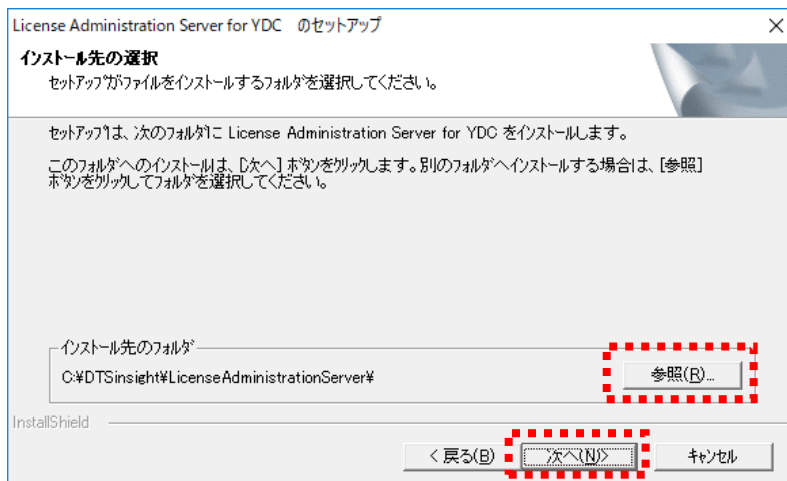 License Administration Server for YDC　のセットアップ
インストール先の選択
セットアップがファイルをインストールするフォルダを選択してください。
セットアップは、次のフォルダに License Administration Server for YDC をインストールします。
このフォルダへのインストールは、[次へ] ボタンをクリックします。別のフォルダへインストールする場合は、[参照]
ボタンをクリックしてフォルダを選択してください。
インストール先のフォルダ
C:¥DTSinsight¥LicenseAdministrationServer¥
参照(R)...
InstallShield
< 戻る(B)
次へ(N)>
キャンセル